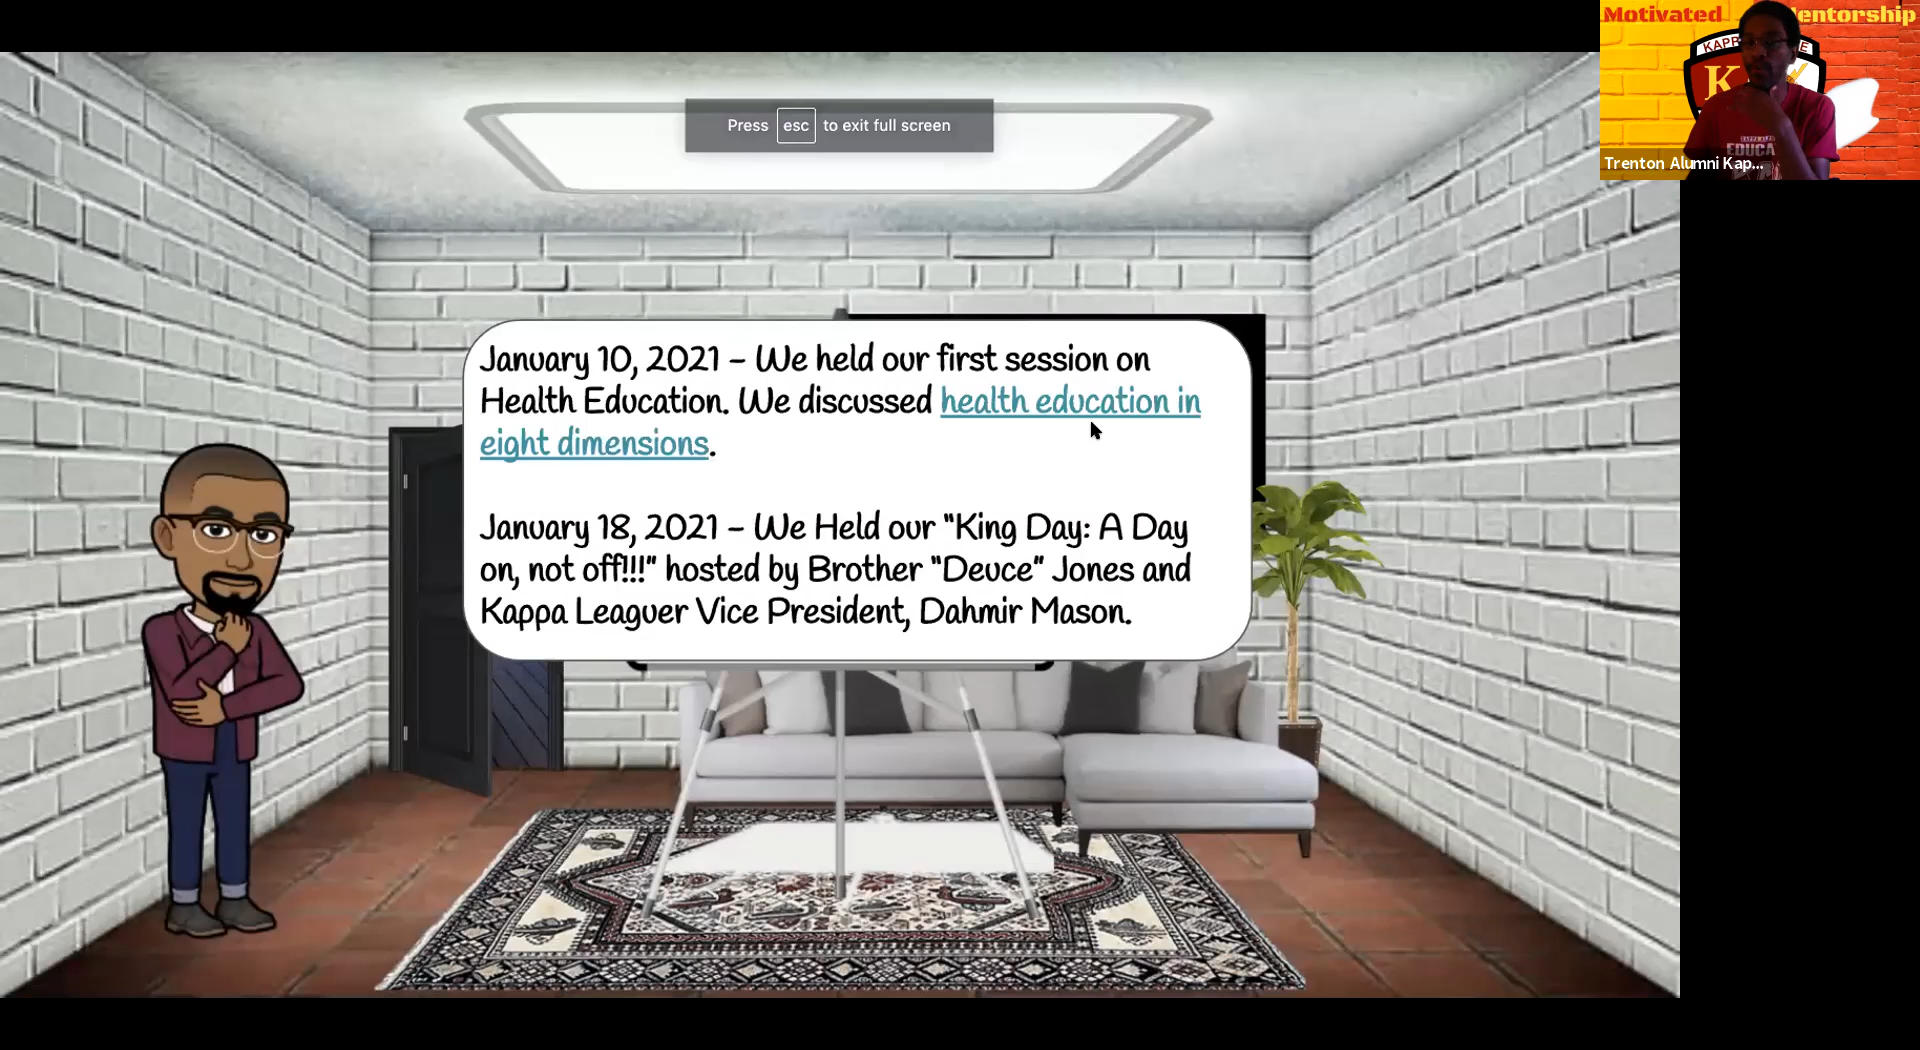 Motivated entorship
KAPP E
K
EDUCA
Trenton Alumni Kap...
Press esc to exit full screen
January 10, 2021 – We held our first session on
Health Education. We discussed health education in
eight dimensions.
January 18, 2021 – We Held our "King Day: A Day
on, not off!!!" hosted by Brother "Deuce" Jones and
Kappa Leaguer Vice President, Dahmir Mason.